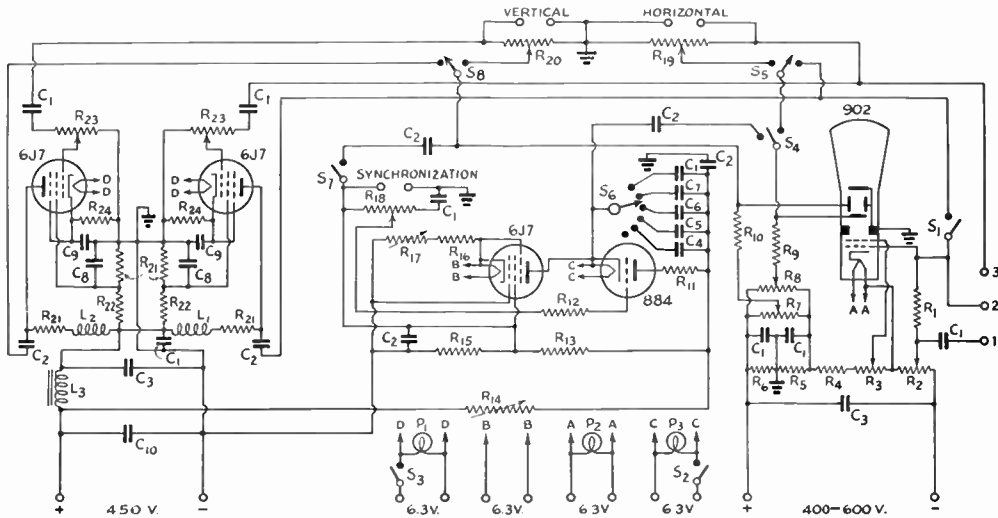 VERTICAL HORIZONTAL
R20 R19
S8 S5
C1 C1
R23 R23
6J7 6J7
C2 C2 S4 902
S7 SYNCHRONIZATION
R18 C1
S6 C2
C1
C7
C6
C5
C4
D D
D D
R24 R24
C9 C9
C8 C8
R21
R22 R22
R17 R16 6J7
B B
C C
884 R11
R12
R10 R9 R8
R7
S1
A A
R1
R21 L2 L1 R21
C2 C1 C2
C2 R15 R13
C1 C1 C1
R6 R5 R4 R3 R2
3
2
1
L3 C3 C3
R14
C10
D P1 D B B A P2 A C P3 C
S3 S2
+ 450 V. -
6.3V. 6.3V. 6.3V 6.3V
+ 400-600 V. -